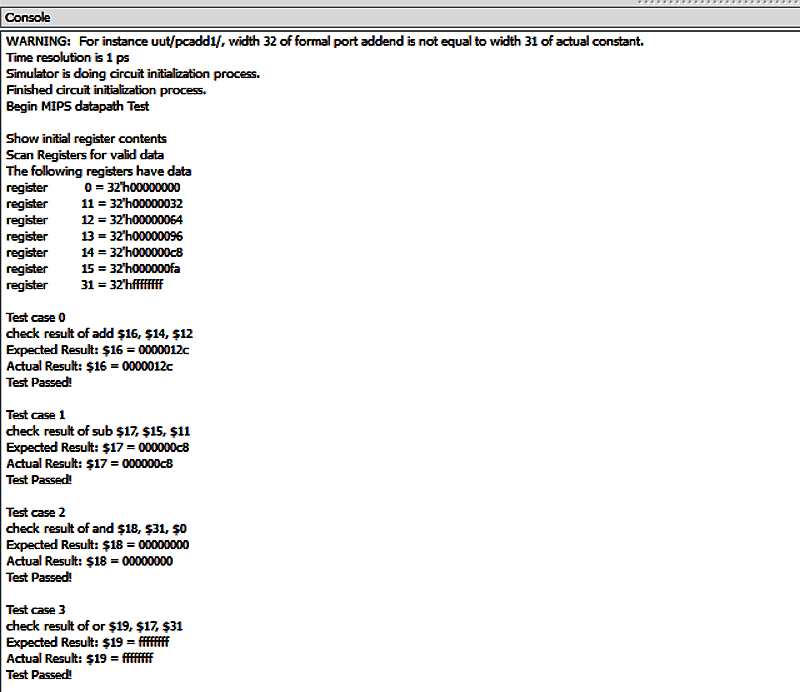 Console
WARNING: For instance uut/pcadd1/, width 32 of formal port addend is not equal to width 31 of actual constant.
Time resolution is 1 ps
Simulator is doing circuit initialization process.
Finished circuit initialization process.
Begin MIPS datapath Test
Show initial register contents
Scan Registers for valid data
The following registers have data
register 0 = 32'h00000000
register 11 = 32'h00000032
register 12 = 32'h00000064
register 13 = 32'h00000096
register 14 = 32'h000000c8
register 15 = 32'h000000fa
register 31 = 32'hffffffff
Test case 0
check result of add $16, $14, $12
Expected Result: $16 = 0000012c
Actual Result: $16 = 0000012c
Test Passed!
Test case 1
check result of sub $17, $15, $11
Expected Result: $17 = 000000c8
Actual Result: $17 = 000000c8
Test Passed!
Test case 2
check result of and $18, $31, $0
Expected Result: $18 = 00000000
Actual Result: $18 = 00000000
Test Passed!
Test case 3
check result of or $19, $17, $31
Expected Result: $19 = ffffffff
Actual Result: $19 = ffffffff
Test Passed!